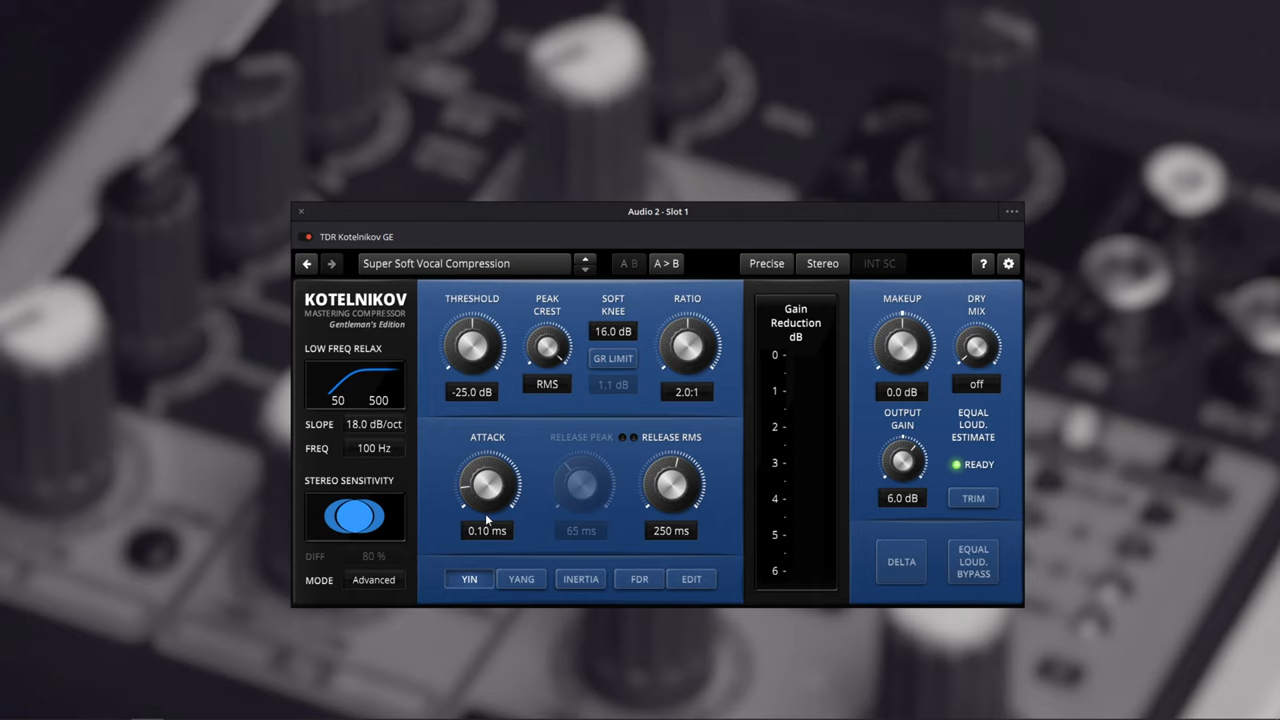 Audio 2 - Slot 1
TDR Kotelnikov GE
Super Soft Vocal Compression
A B
A > B
Precise
Stereo
INT SC
?
KOTELNIKOV
MASTERING COMPRESSOR
Gentleman's Edition
LOW FREQ RELAX
50 500
SLOPE 18.0 dB/oct
FREQ 100 Hz
STEREO SENSITIVITY
DIFF 80 %
MODE Advanced
THRESHOLD
-25.0 dB
PEAK
CREST
RMS
SOFT
KNEE
16.0 dB
GR LIMIT
1.1 dB
RATIO
2.0:1
ATTACK
0.10 ms
RELEASE PEAK
65 ms
RELEASE RMS
250 ms
YIN
YANG
INERTIA
FDR
EDIT
Gain
Reduction
dB
0 -
1 -
2 -
3 -
4 -
5 -
6 -
MAKEUP
0.0 dB
DRY
MIX
off
OUTPUT
GAIN
6.0 dB
EQUAL
LOUD.
ESTIMATE
READY
TRIM
DELTA
EQUAL
LOUD.
BYPASS